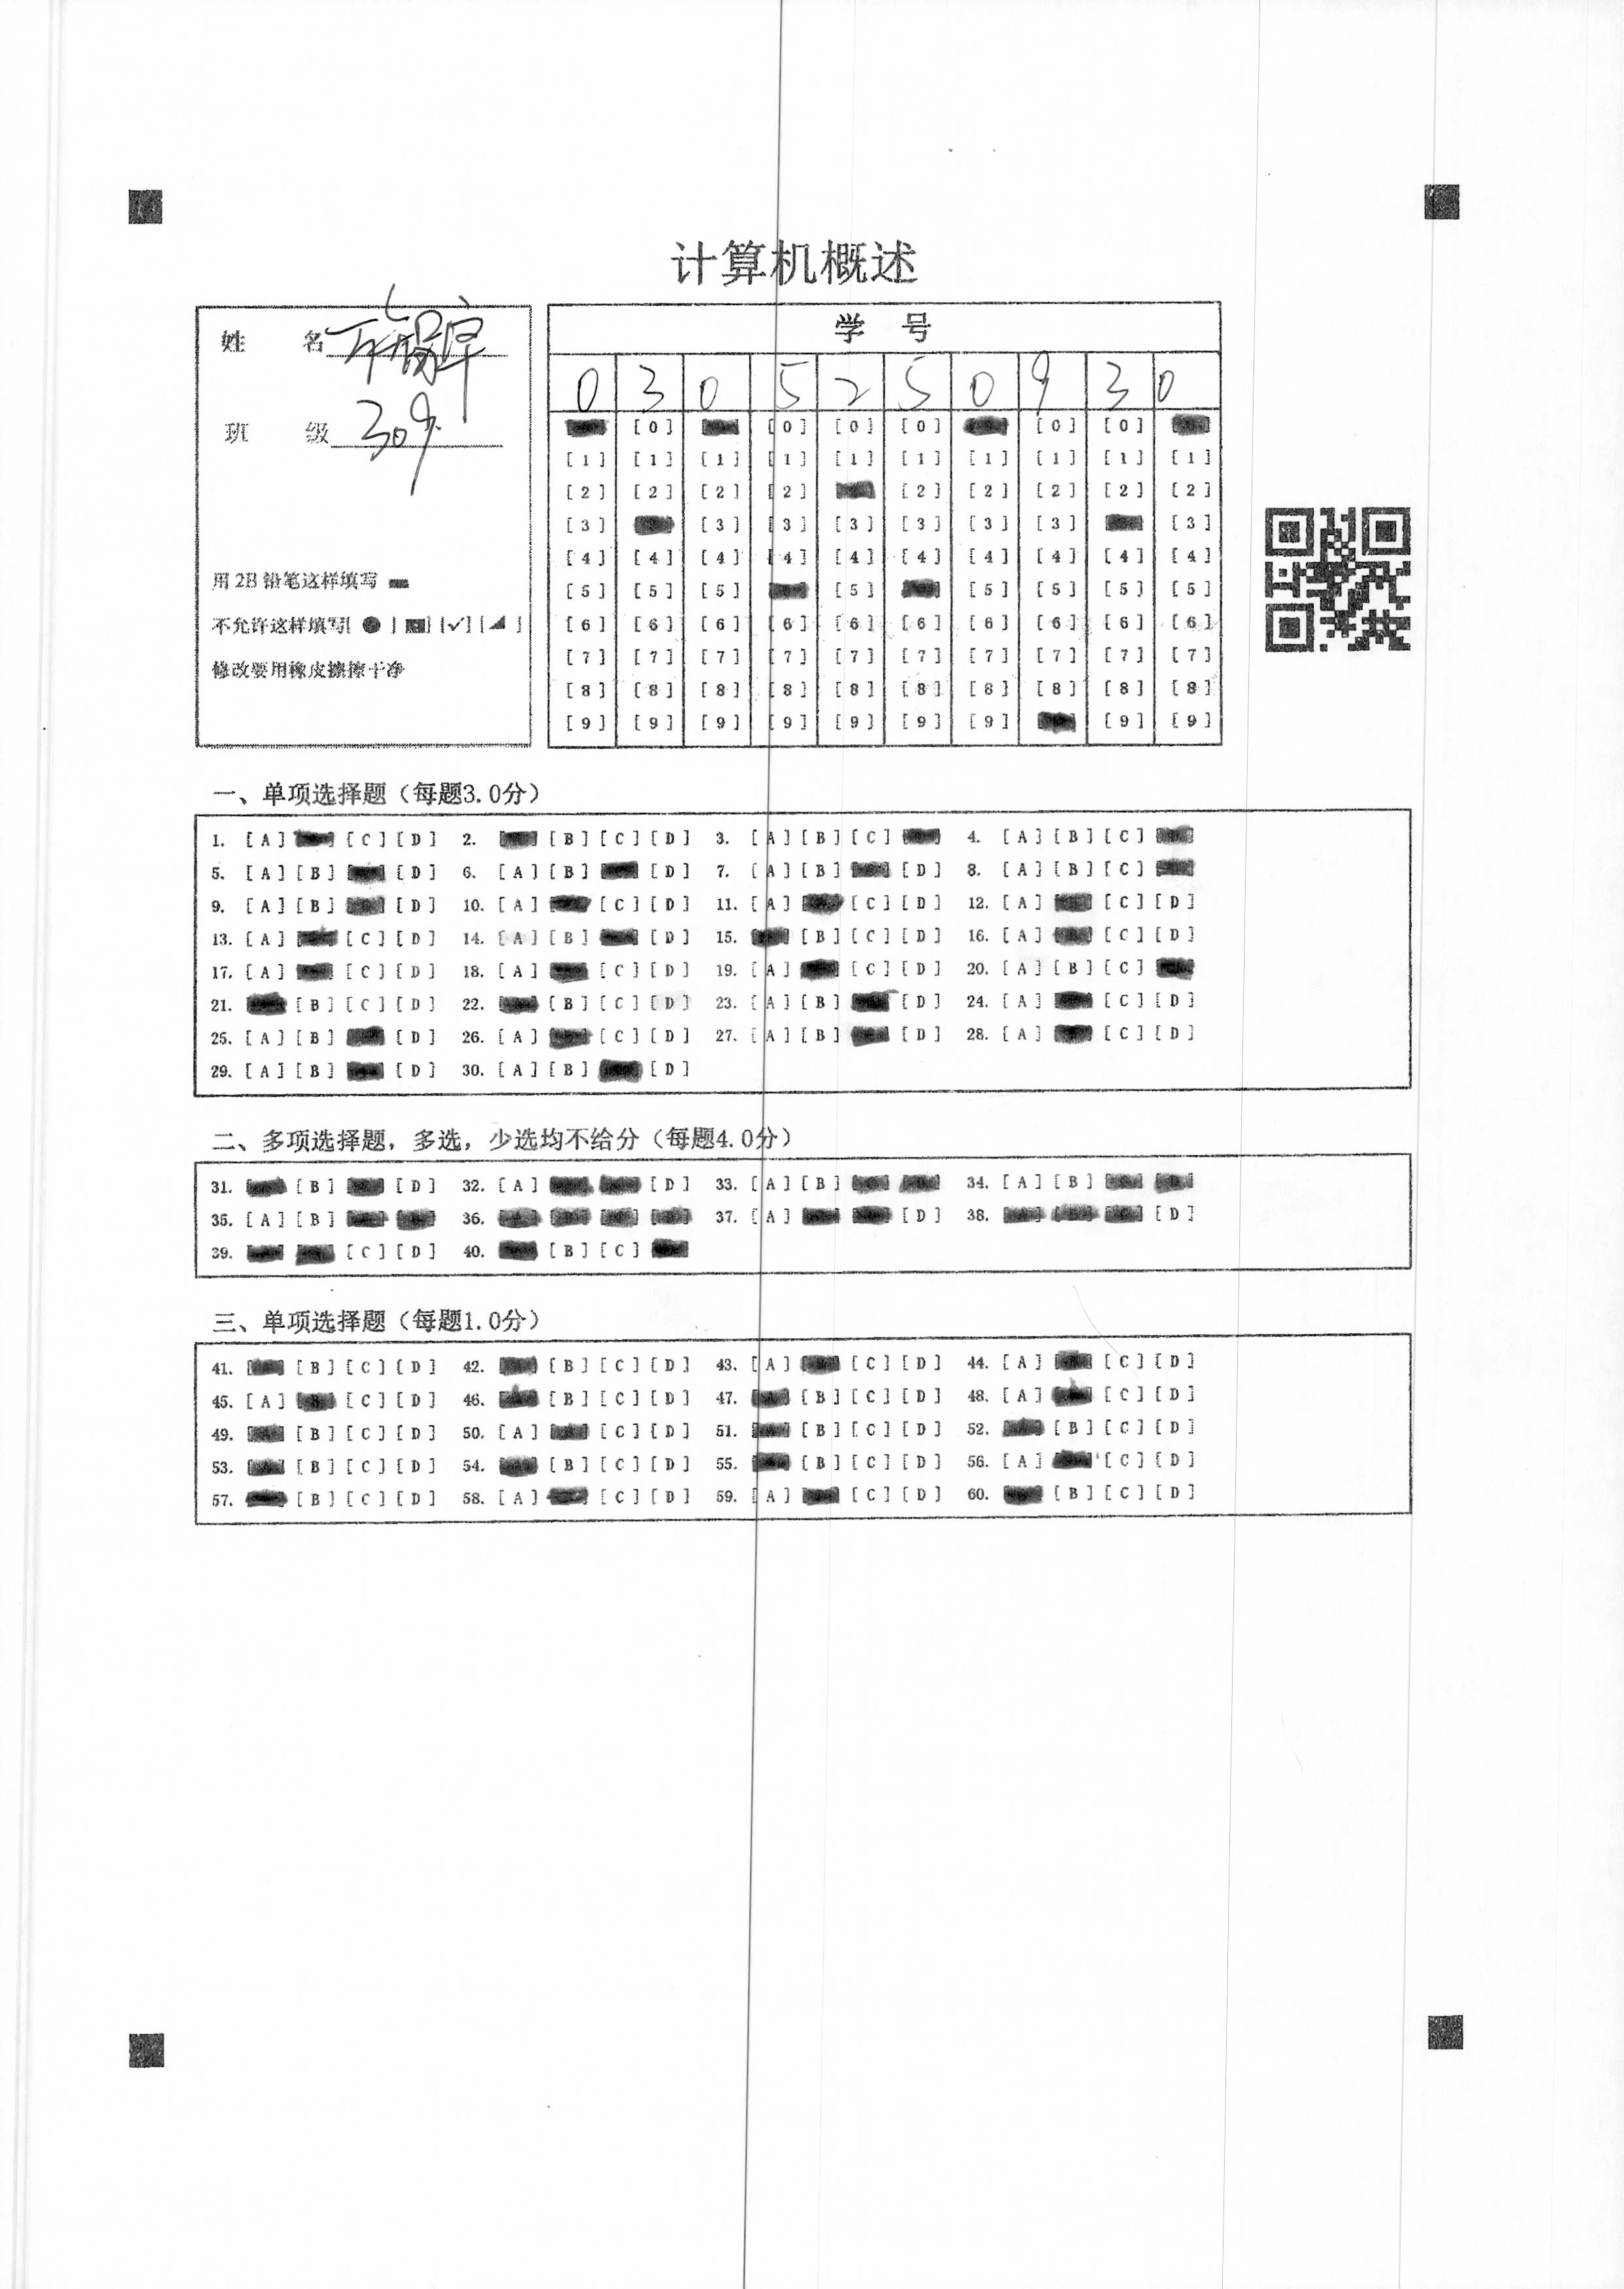 计算机概述
姓 名
班 级 309
用 2B 铅笔这样填写
不允许这样填写[ ● ] [■] [✓] [◢ ]
修改要用橡皮擦擦干净
学 号
0 3 0 5 2 5 0 9 3 0
[0] [0] [0] [0] [0] [0]
[1] [1] [1] [1] [1] [1] [1] [1] [1] [1]
[2] [2] [2] [2] [2] [2] [2] [2] [2]
[3] [3] [3] [3] [3] [3] [3] [3]
[4] [4] [4] [4] [4] [4] [4] [4] [4] [4]
[5] [5] [5] [5] [5] [5] [5] [5]
[6] [6] [6] [6] [6] [6] [6] [6] [6] [6]
[7] [7] [7] [7] [7] [7] [7] [7] [7] [7]
[8] [8] [8] [8] [8] [8] [8] [8] [8] [8]
[9] [9] [9] [9] [9] [9] [9] [9] [9]
一、单项选择题（每题3.0分）
1. [A] [C] [D] 2. [B] [C] [D] 3. [A] [B] [C] 4. [A] [B] [C]
5. [A] [B] [D] 6. [A] [B] [D] 7. [A] [B] [D] 8. [A] [B] [C]
9. [A] [B] [D] 10. [A] [C] [D] 11. [A] [C] [D] 12. [A] [C] [D]
13. [A] [C] [D] 14. [A] [B] [D] 15. [B] [C] [D] 16. [A] [C] [D]
17. [A] [C] [D] 18. [A] [C] [D] 19. [A] [C] [D] 20. [A] [B] [C]
21. [B] [C] [D] 22. [B] [C] [D] 23. [A] [B] [D] 24. [A] [C] [D]
25. [A] [B] [D] 26. [A] [C] [D] 27. [A] [B] [D] 28. [A] [C] [D]
29. [A] [B] [D] 30. [A] [B] [D]
二、多项选择题，多选，少选均不给分（每题4.0分）
31. [B] [D] 32. [A] [D] 33. [A] [B] 34. [A] [B]
35. [A] [B] 36. 37. [A] [D] 38. [D]
39. [C] [D] 40. [B] [C]
三、单项选择题（每题1.0分）
41. [B] [C] [D] 42. [B] [C] [D] 43. [A] [C] [D] 44. [A] [C] [D]
45. [A] [C] [D] 46. [B] [C] [D] 47. [B] [C] [D] 48. [A] [C] [D]
49. [B] [C] [D] 50. [A] [C] [D] 51. [B] [C] [D] 52. [B] [C] [D]
53. [B] [C] [D] 54. [B] [C] [D] 55. [B] [C] [D] 56. [A] [C] [D]
57. [B] [C] [D] 58. [A] [C] [D] 59. [A] [C] [D] 60. [B] [C] [D]